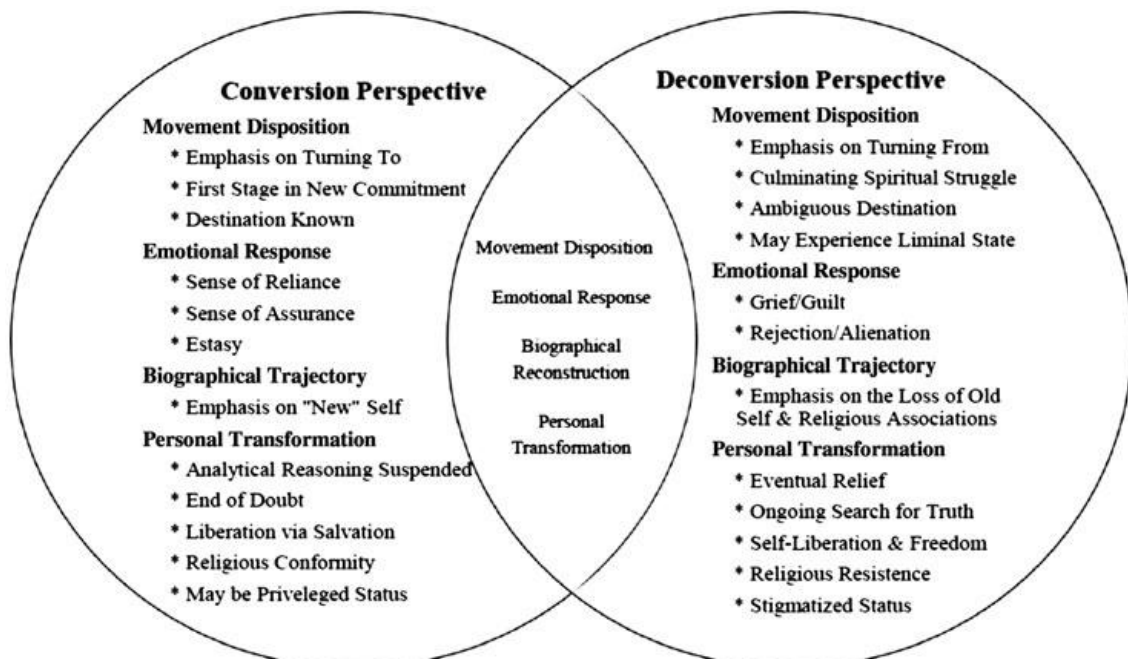 Conversion Perspective
Movement Disposition
* Emphasis on Turning To
* First Stage in New Commitment
* Destination Known
Emotional Response
* Sense of Reliance
* Sense of Assurance
* Estasy
Biographical Trajectory
* Emphasis on "New" Self
Personal Transformation
* Analytical Reasoning Suspended
* End of Doubt
* Liberation via Salvation
* Religious Conformity
* May be Priveleged Status
Movement Disposition
Emotional Response
Biographical
Reconstruction
Personal
Transformation
Deconversion Perspective
Movement Disposition
* Emphasis on Turning From
* Culminating Spiritual Struggle
* Ambiguous Destination
* May Experience Liminal State
Emotional Response
* Grief/Guilt
* Rejection/Alienation
Biographical Trajectory
* Emphasis on the Loss of Old
Self & Religious Associations
Personal Transformation
* Eventual Relief
* Ongoing Search for Truth
* Self-Liberation & Freedom
* Religious Resistence
* Stigmatized Status